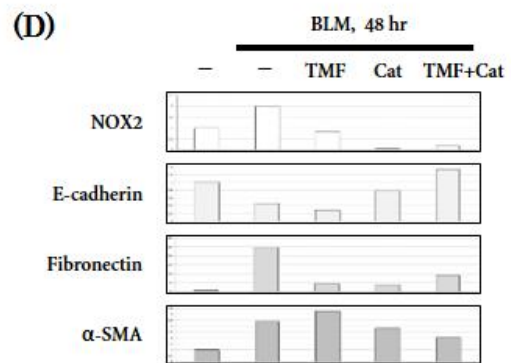 (D)
BLM, 48 hr
– – TMF Cat TMF+Cat
NOX2
E-cadherin
Fibronectin
α-SMA